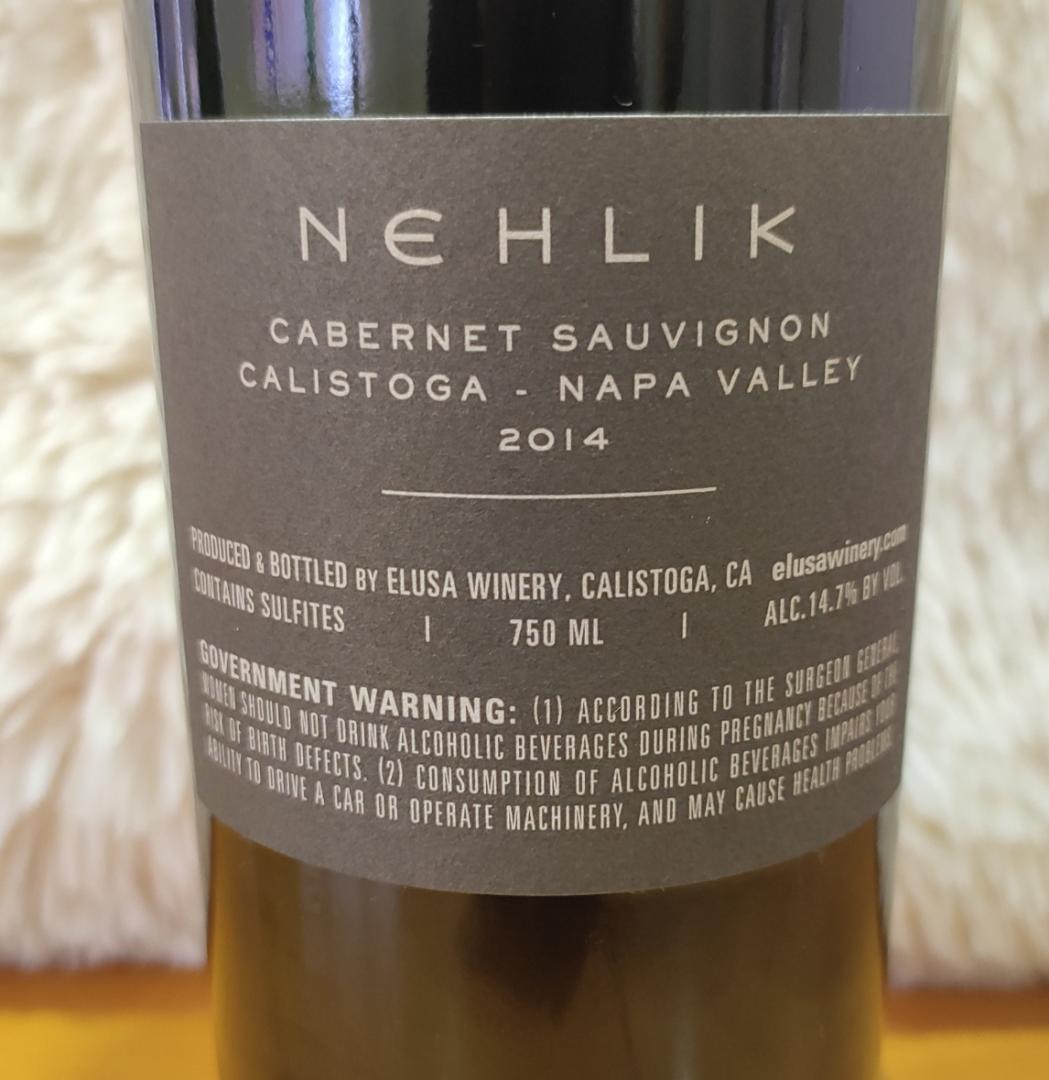 NEHLIK
CABERNET SAUVIGNON
CALISTOGA - NAPA VALLEY
2014
PRODUCED & BOTTLED BY ELUSA WINERY, CALISTOGA, CA elusawinery.com
CONTAINS SULFITES | 750 ML | ALC.14.7% BY VOL.
GOVERNMENT WARNING: (1) ACCORDING TO THE SURGEON GENERAL
WOMEN SHOULD NOT DRINK ALCOHOLIC BEVERAGES DURING PREGNANCY BECAUSE OF THE
RISK OF BIRTH DEFECTS. (2) CONSUMPTION OF ALCOHOLIC BEVERAGES IMPAIRS YOUR
ABILITY TO DRIVE A CAR OR OPERATE MACHINERY, AND MAY CAUSE HEALTH PROBLEMS.